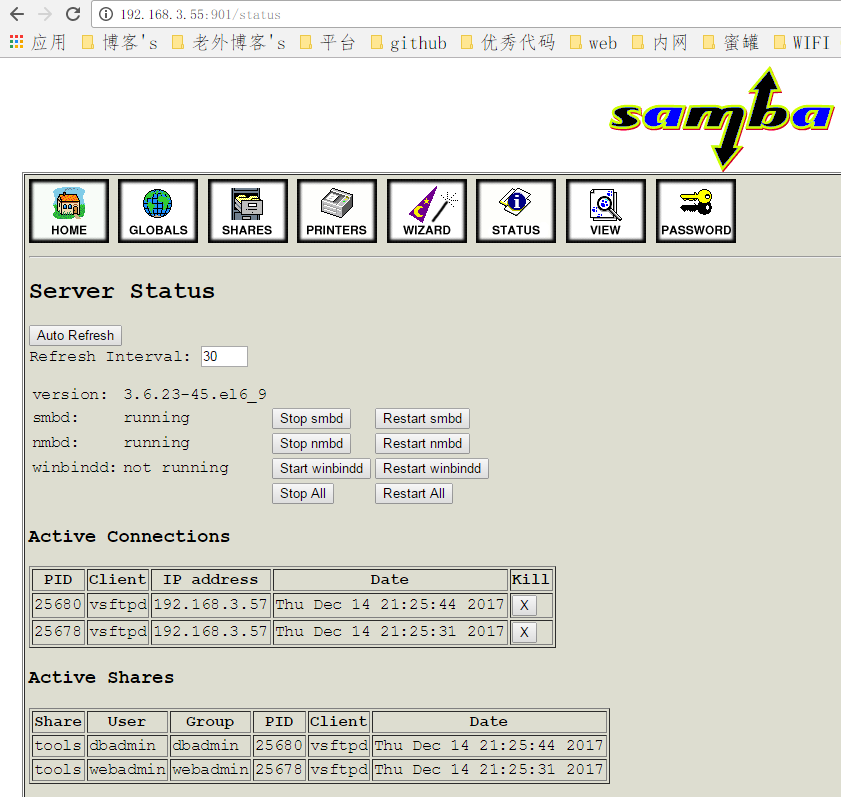 192.168.3.55:901/status
应用 博客's 老外博客's 平台 github 优秀代码 web 内网 蜜罐 WIFI
samba
HOME GLOBALS SHARES PRINTERS WIZARD STATUS VIEW PASSWORD
Server Status
Auto Refresh
Refresh Interval: 30
version: 3.6.23-45.el6_9
smbd: running Stop smbd Restart smbd
nmbd: running Stop nmbd Restart nmbd
winbindd: not running Start winbindd Restart winbindd
Stop All Restart All
Active Connections
PID Client IP address Date Kill
25680 vsftpd 192.168.3.57 Thu Dec 14 21:25:44 2017 X
25678 vsftpd 192.168.3.57 Thu Dec 14 21:25:31 2017 X
Active Shares
Share User Group PID Client Date
tools dbadmin dbadmin 25680 vsftpd Thu Dec 14 21:25:44 2017
tools webadmin webadmin 25678 vsftpd Thu Dec 14 21:25:31 2017